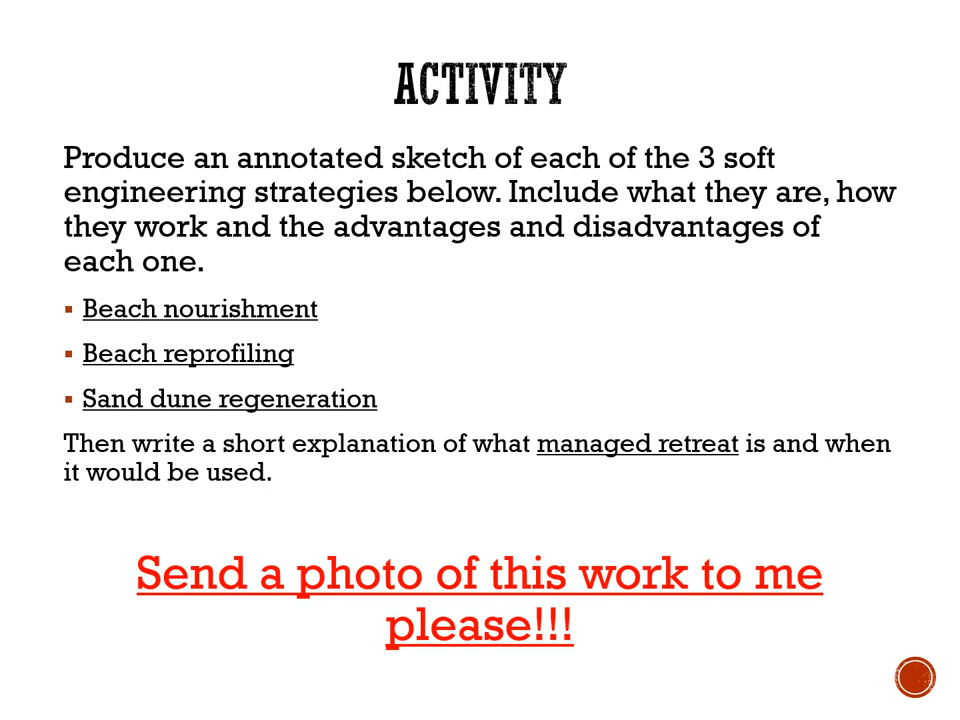 ACTIVITY
Produce an annotated sketch of each of the 3 soft
engineering strategies below. Include what they are, how
they work and the advantages and disadvantages of
each one.
▪ Beach nourishment
▪ Beach reprofiling
▪ Sand dune regeneration
Then write a short explanation of what managed retreat is and when
it would be used.
Send a photo of this work to me
please!!!